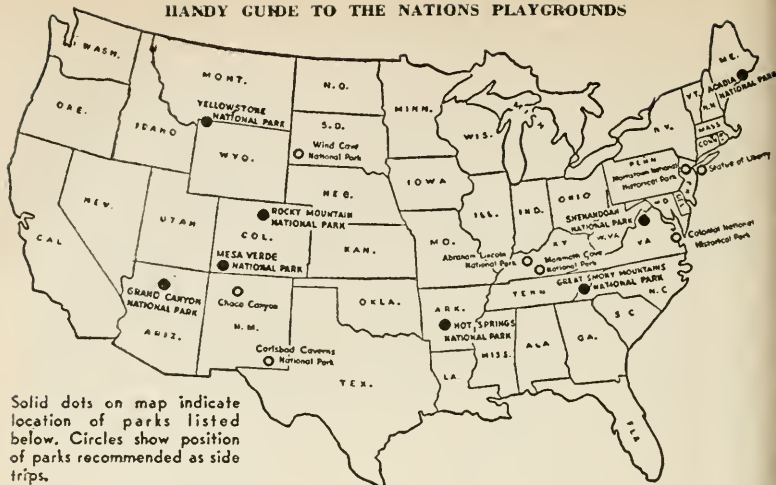 HANDY GUIDE TO THE NATIONS PLAYGROUNDS
WASH.
MONT.
N.D.
MINN.
ME.
ACADIA
NATIONAL PARK
VT.
N.H
ORE.
IDAHO
YELLOWSTONE
NATIONAL PARK
S.D.
Wind Cave
National Park
WIS.
N.Y.
MASS
CONN
WYO.
PENN
Morristown National
Historical Park
Statue of Liberty
NEV.
UTAH
NEB.
IOWA
ILL.
IND.
OHIO
N.J.
MD
DEL
CAL
ROCKY MOUNTAIN
NATIONAL PARK
COL.
KAN.
MO.
SHENANDOAH
NATIONAL PARK
W.VA
VA
KY
Colonial National
Historical Park
MESA VERDE
NATIONAL PARK
Abraham Lincoln
National Park
Mammoth Cave
National Park
GRAND CANYON
NATIONAL PARK
Chaco Canyon
OKLA.
TENN
GREAT SMOKY MOUNTAINS
NATIONAL PARK
N.C
ARIZ.
N.M.
ARK.
HOT SPRINGS
NATIONAL PARK
S C
Carlsbad Caverns
National Park
MISS.
ALA
GA.
TEX.
LA.
FLA
Solid dots on map indicate
location of parks listed
below. Circles show position
of parks recommended as side
trips.